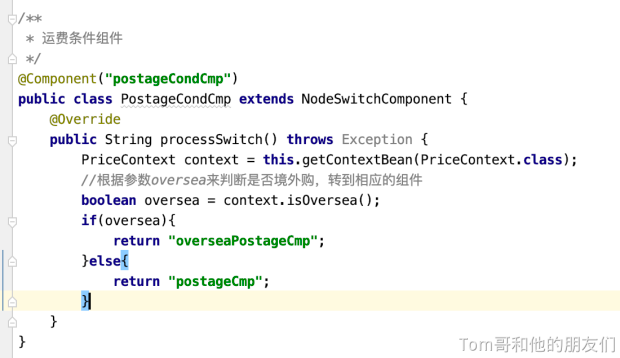 /**
 * 运费条件组件
 */
@Component("postageCondCmp")
public class PostageCondCmp extends NodeSwitchComponent {
    @Override
    public String processSwitch() throws Exception {
        PriceContext context = this.getContextBean(PriceContext.class);
        //根据参数oversea来判断是否境外购，转到相应的组件
        boolean oversea = context.isOversea();
        if(oversea){
            return "overseaPostageCmp";
        }else{
            return "postageCmp";
        }
    }
}
Tom哥和他的朋友们